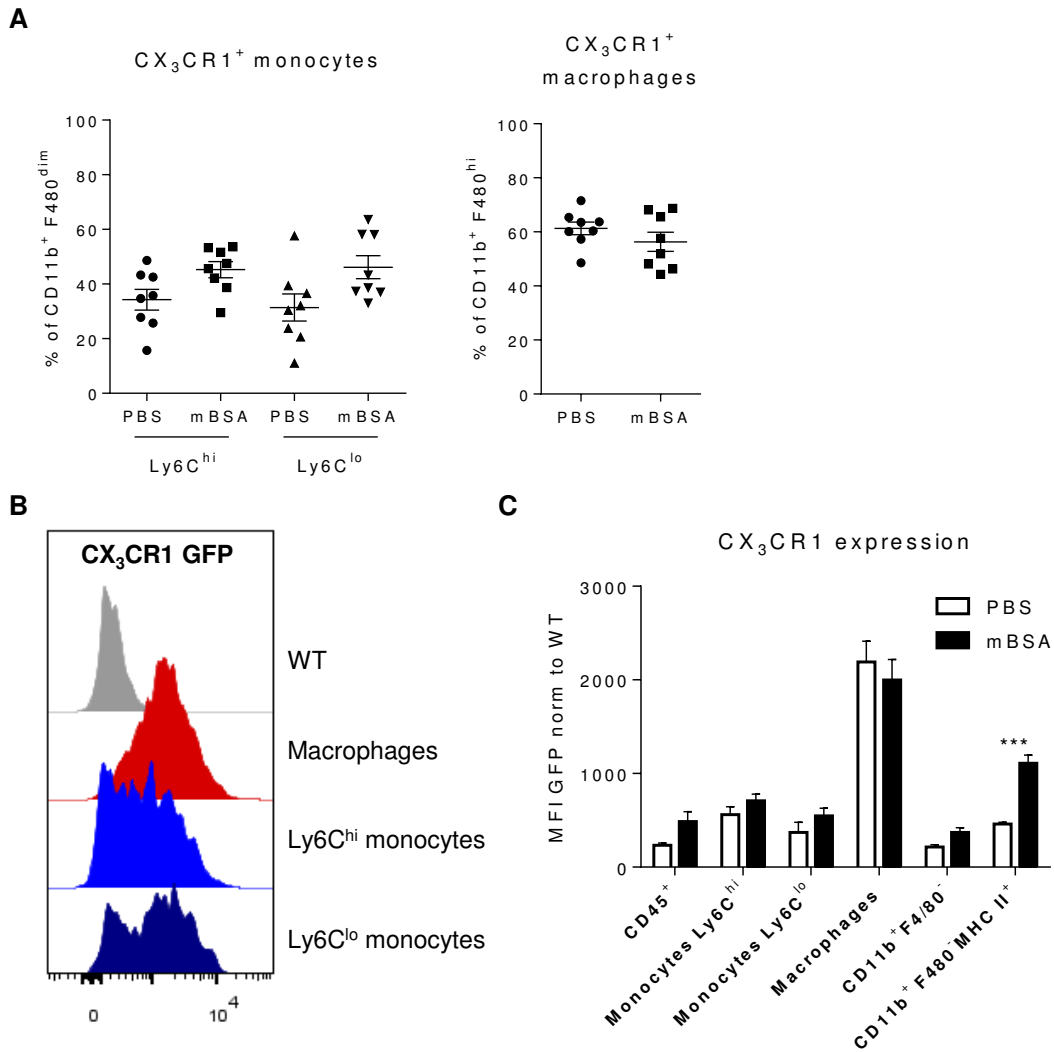 A
CX₃CR1⁺ monocytes
% of CD11b⁺ F480ᵈⁱᵐ
100
80
60
40
20
0
PBS mBSA PBS mBSA
Ly6Cʰⁱ Ly6Cˡᵒ
CX₃CR1⁺
macrophages
% of CD11b⁺ F480ʰⁱ
100
80
60
40
20
0
PBS mBSA
B
CX₃CR1 GFP
WT
Macrophages
Ly6Cʰⁱ monocytes
Ly6Cˡᵒ monocytes
0 10⁴
C
CX₃CR1 expression
MFI GFP norm to WT
3000
2000
1000
0
PBS
mBSA
***
CD45⁺
Monocytes Ly6Cʰⁱ
Monocytes Ly6Cˡᵒ
Macrophages
CD11b⁺F4/80⁻
CD11b⁺ F480⁻MHC II⁺